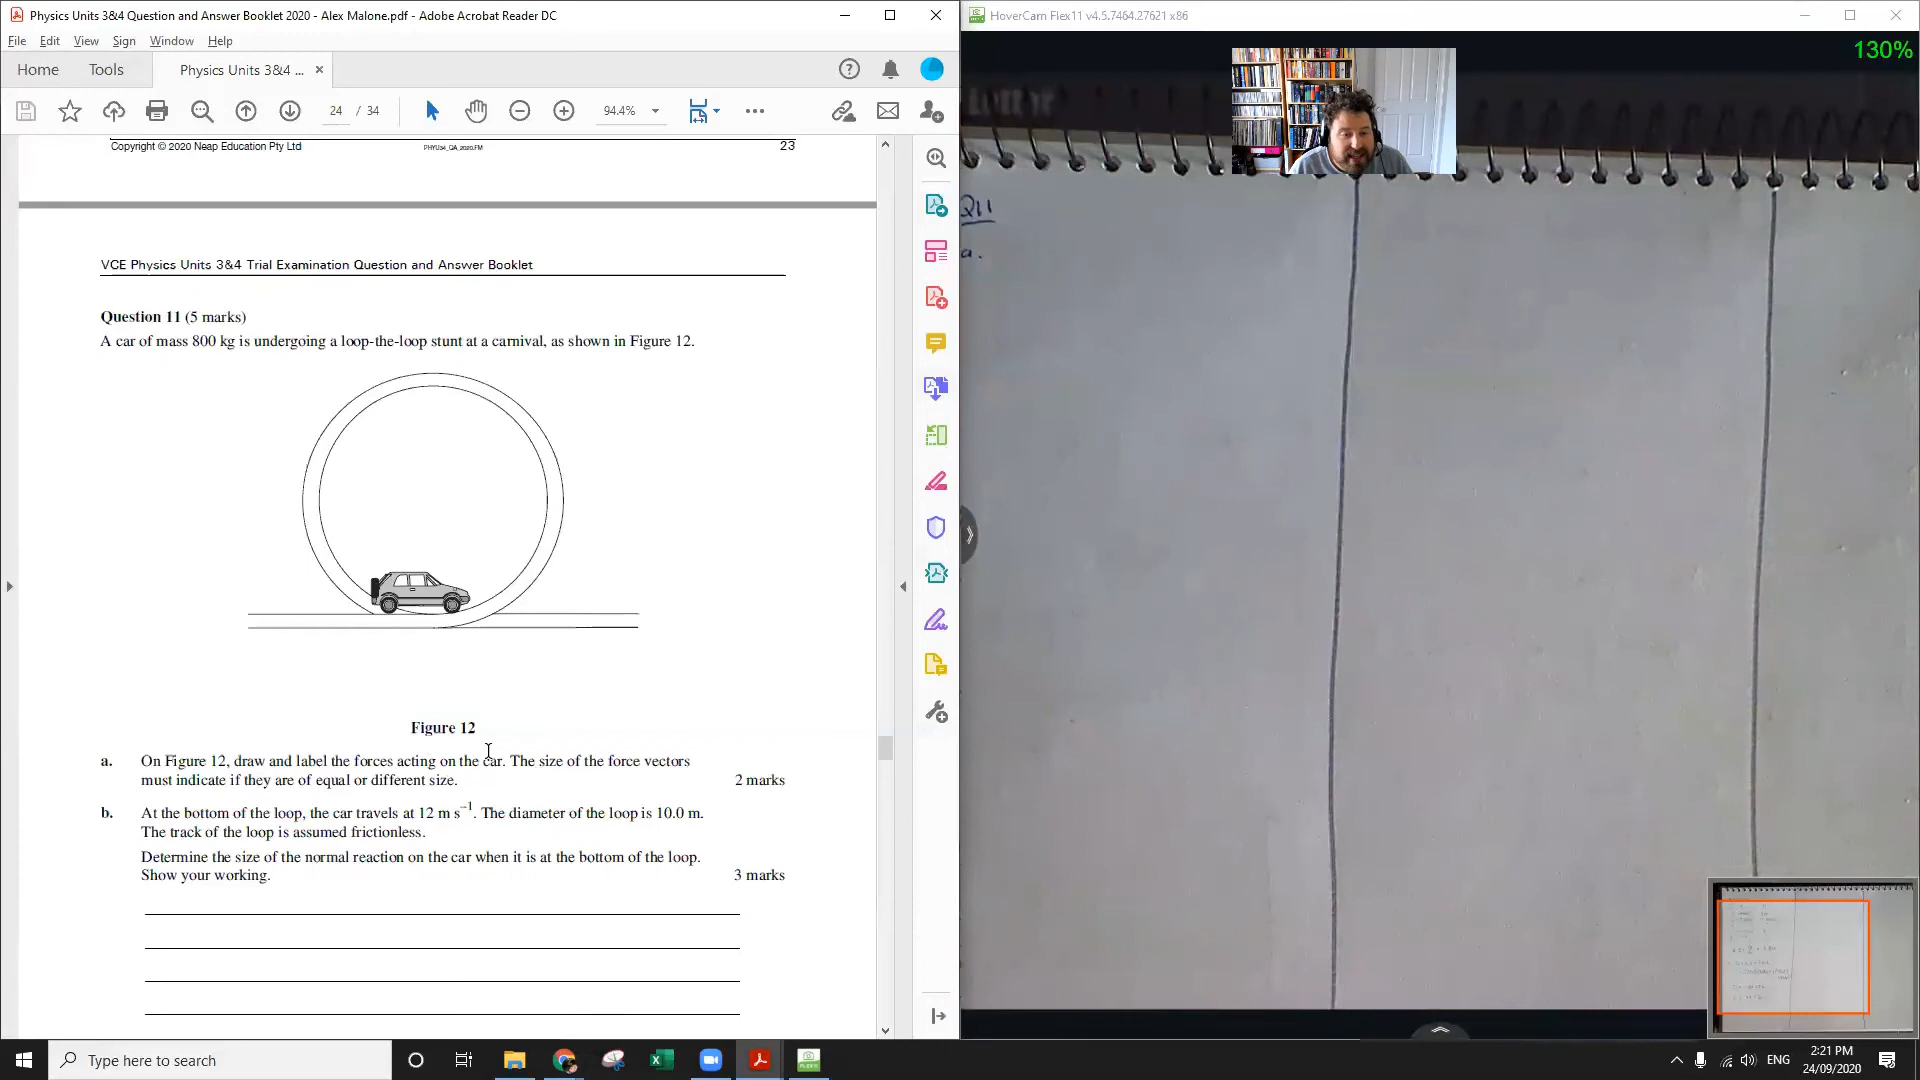 Physics Units 3&4 Question and Answer Booklet 2020 - Alex Malone.pdf - Adobe Acrobat Reader DC
File Edit View Sign Window Help
Home Tools Physics Units 3&4 ... ×
24 / 34 94.4%
Copyright © 2020 Neap Education Pty Ltd PHYU34_QA_2020.FM 23
VCE Physics Units 3&4 Trial Examination Question and Answer Booklet
Question 11 (5 marks)
A car of mass 800 kg is undergoing a loop-the-loop stunt at a carnival, as shown in Figure 12.
Figure 12
a. On Figure 12, draw and label the forces acting on the car. The size of the force vectors
must indicate if they are of equal or different size. 2 marks
b. At the bottom of the loop, the car travels at 12 m s⁻¹. The diameter of the loop is 10.0 m.
The track of the loop is assumed frictionless.
Determine the size of the normal reaction on the car when it is at the bottom of the loop.
Show your working. 3 marks
HoverCam Flex11 v4.5.7464.27621 x86
130%
Q11
a.
Type here to search
ENG
2:21 PM
24/09/2020